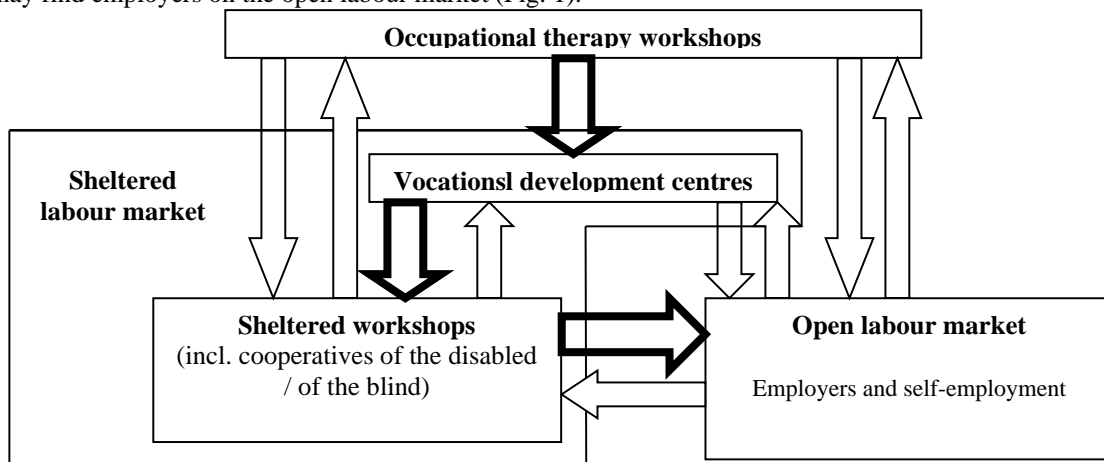 may find employers on the open labour market (Fig. 1).
Occupational therapy workshops
Sheltered
labour market
Vocationsl development centres
Sheltered workshops
(incl. cooperatives of the disabled
/ of the blind)
Open labour market
Employers and self-employment